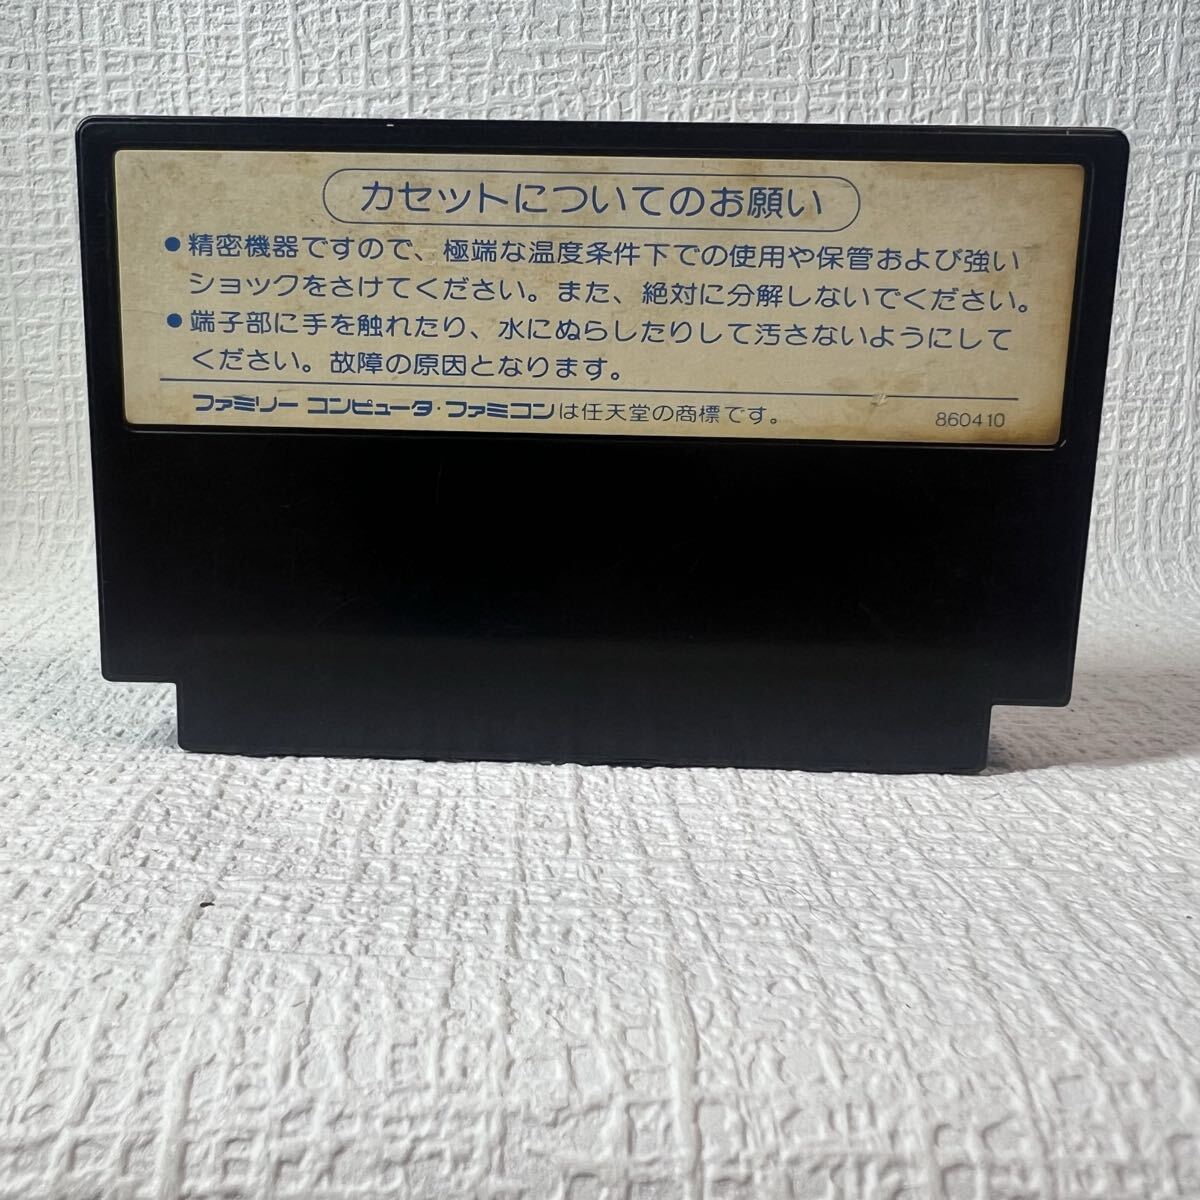 カセットについてのお願い
●精密機器ですので、極端な温度条件下での使用や保管および強い
ショックをさけてください。また、絶対に分解しないでください。
●端子部に手を触れたり、水にぬらしたりして汚さないようにして
ください。故障の原因となります。
ファミリー コンピュータ・ファミコンは任天堂の商標です。 860410